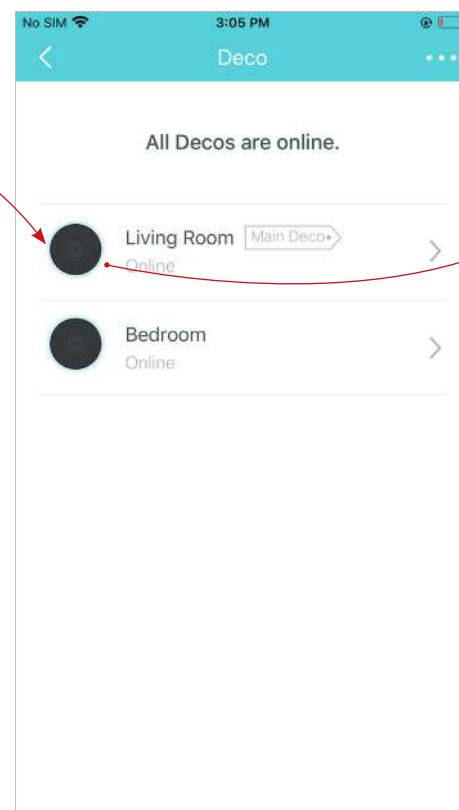 No SIM 3:05 PM
Deco
All Decos are online.
Living Room Main Deco
Online
Bedroom
Online